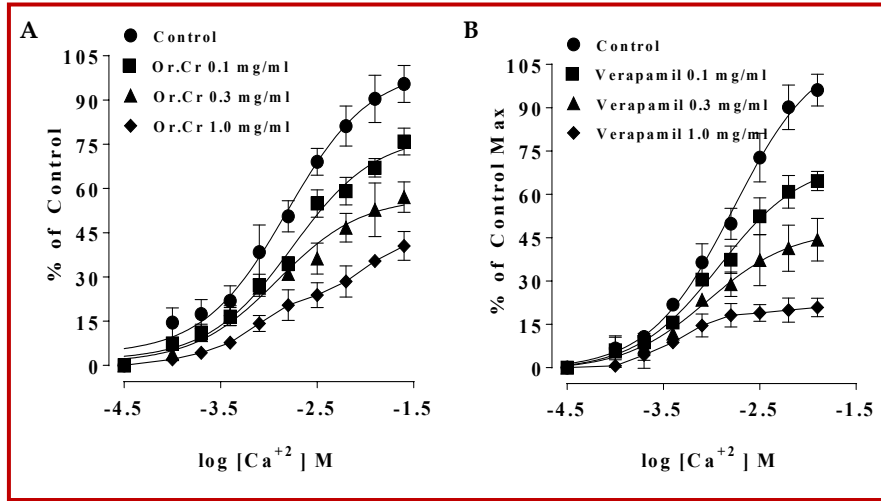 A
Control
Or.Cr 0.1 mg/ml
Or.Cr 0.3 mg/ml
Or.Cr 1.0 mg/ml
% of Control
105
90
75
60
45
30
15
0
-4.5
-3.5
-2.5
-1.5
log [Ca+2 ] M
B
Control
Verapamil 0.1 mg/ml
Verapamil 0.3 mg/ml
Verapamil 1.0 mg/ml
% of Control Max
105
90
75
60
45
30
15
0
-4.5
-3.5
-2.5
-1.5
log [Ca+2 ] M